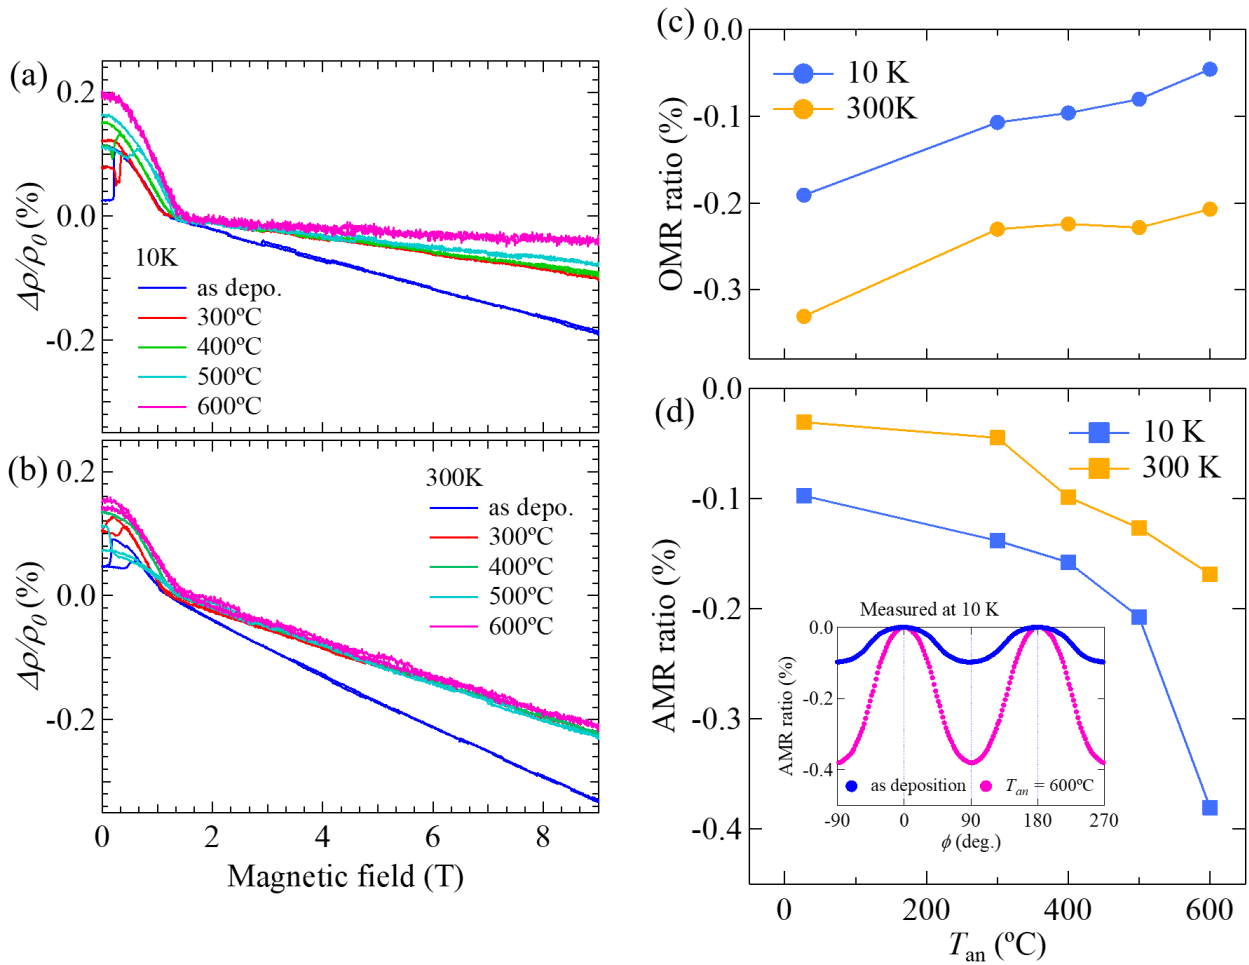 (a)
0.2
0.0
-0.2
Δρ/ρ0 (%)
10K
as depo.
300ºC
400ºC
500ºC
600ºC
(b)
0.2
0.0
-0.2
Δρ/ρ0 (%)
300K
as depo.
300ºC
400ºC
500ºC
600ºC
0 2 4 6 8
Magnetic field (T)
(c)
0.0
-0.1
-0.2
-0.3
OMR ratio (%)
10 K
300K
(d)
0.0
-0.1
-0.2
-0.3
-0.4
AMR ratio (%)
10 K
300 K
Measured at 10 K
0.0
-0.2
-0.4
AMR ratio (%)
as deposition Tan = 600ºC
-90 0 90 180 270
ϕ (deg.)
0 200 400 600
Tan (ºC)